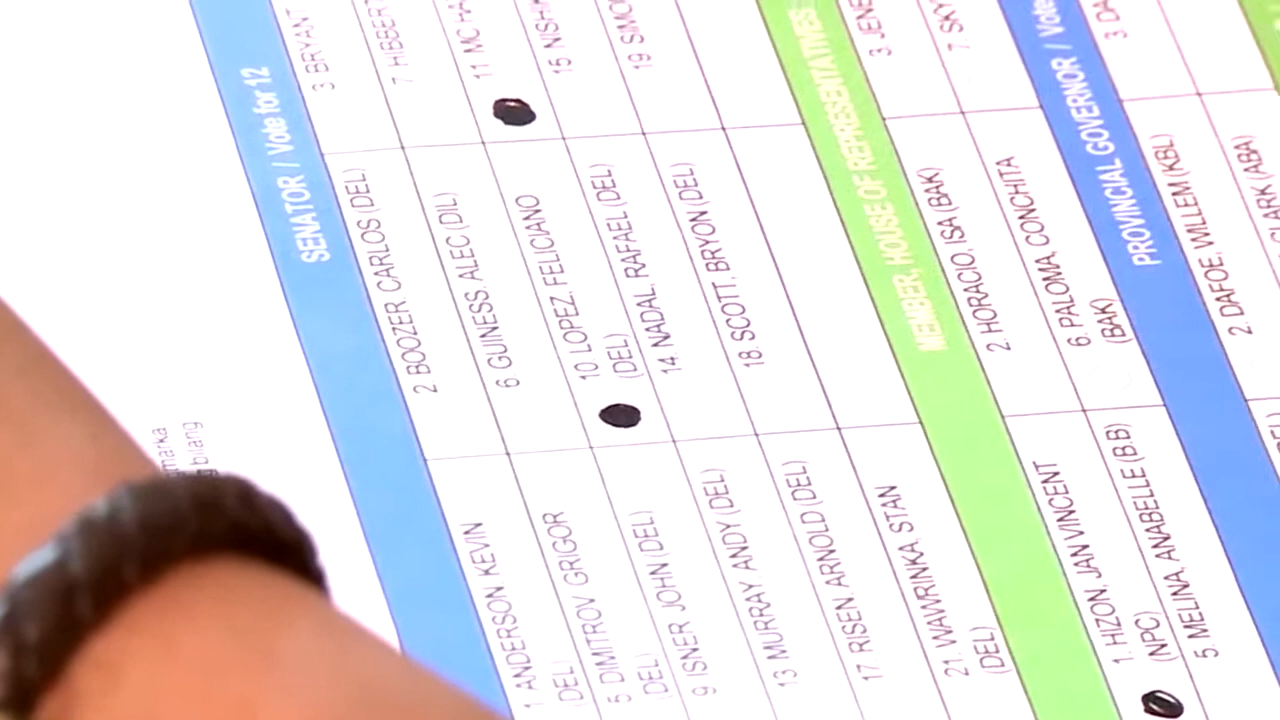 marka
bilang
SENATOR / Vote for 12
1 ANDERSON KEVIN
(DEL)
2 BOOZER CARLOS (DEL)
3 BRYANT
5 DIMITROV GRIGOR
(DEL)
6 GUINESS, ALEC (DIL)
7 HIBBERT
9 ISNER JOHN (DEL)
10 LOPEZ, FELICIANO
(DEL)
11 MC
13 MURRAY ANDY (DEL)
14. NADAL, RAFAEL (DEL)
15 NISHI
17 RISEN, ARNOLD (DEL)
18. SCOTT, BRYON (DEL)
19 SIMO
21. WAWRINKA, STAN
(DEL)
MEMBER, HOUSE OF REPRESENTATIVES
1. HIZON, JAN VINCENT
(NPC)
2. HORACIO, ISA (BAK)
3 JENE
5. MELINA, ANABELLE (B.B)
6. PALOMA, CONCHITA
(BAK)
7 SKY
PROVINCIAL GOVERNOR / Vote
2. DAFOE, WILLEM (KBL)
3 DA
CLARK (ABA)